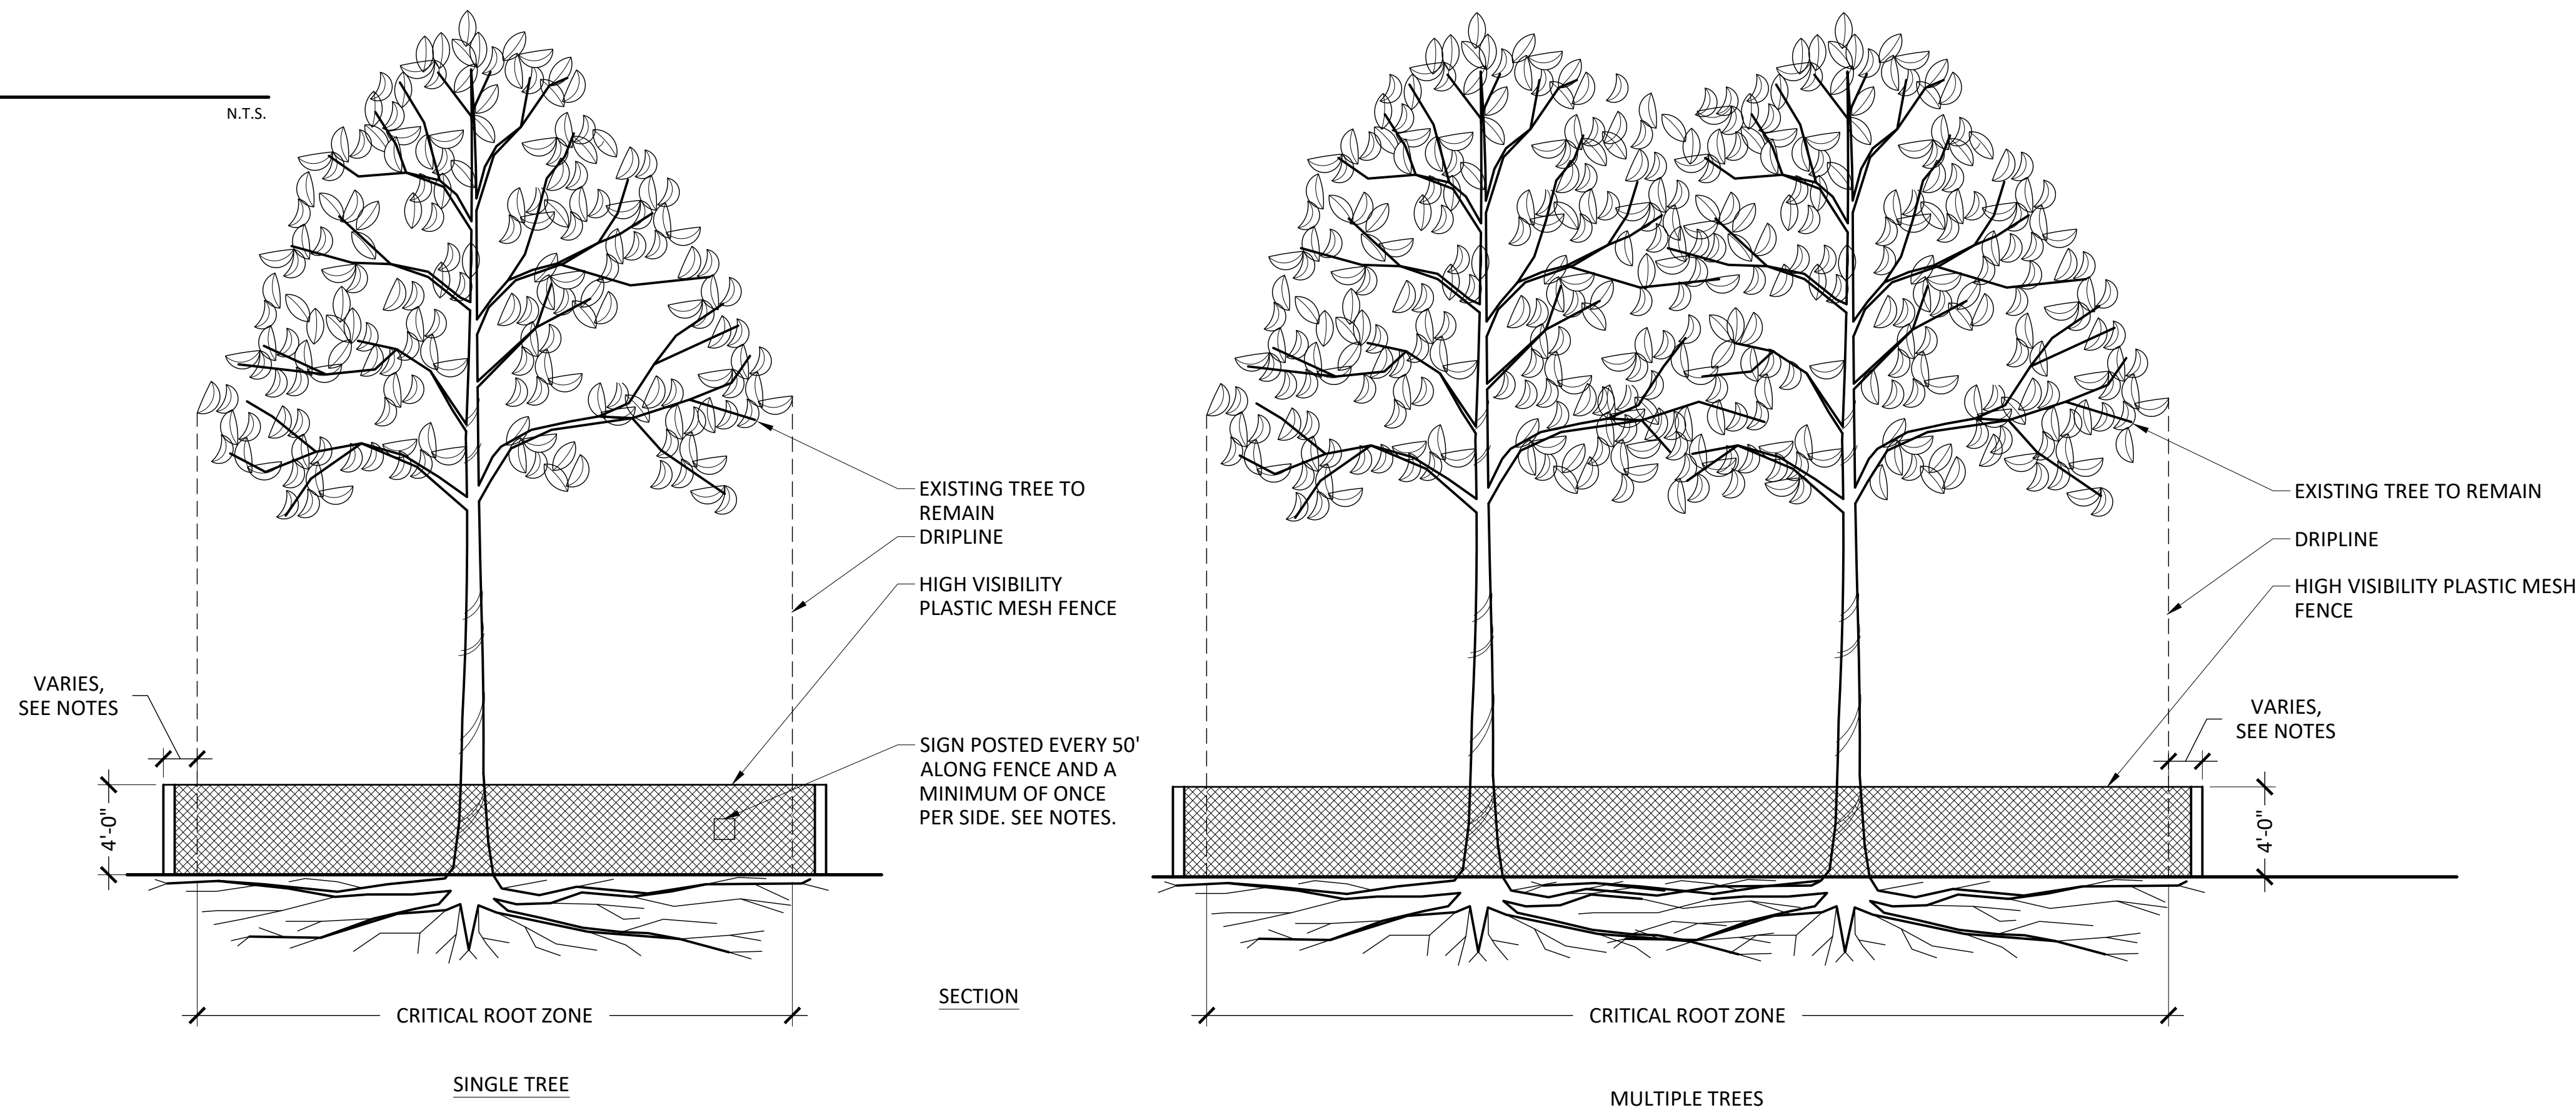 N.T.S.
EXISTING TREE TO
REMAIN
DRIPLINE
HIGH VISIBILITY
PLASTIC MESH FENCE
VARIES,
SEE NOTES
SIGN POSTED EVERY 50'
ALONG FENCE AND A
MINIMUM OF ONCE
PER SIDE. SEE NOTES.
4'-0"
CRITICAL ROOT ZONE
SINGLE TREE
SECTION
EXISTING TREE TO REMAIN
DRIPLINE
HIGH VISIBILITY PLASTIC MESH
FENCE
VARIES,
SEE NOTES
4'-0"
CRITICAL ROOT ZONE
MULTIPLE TREES